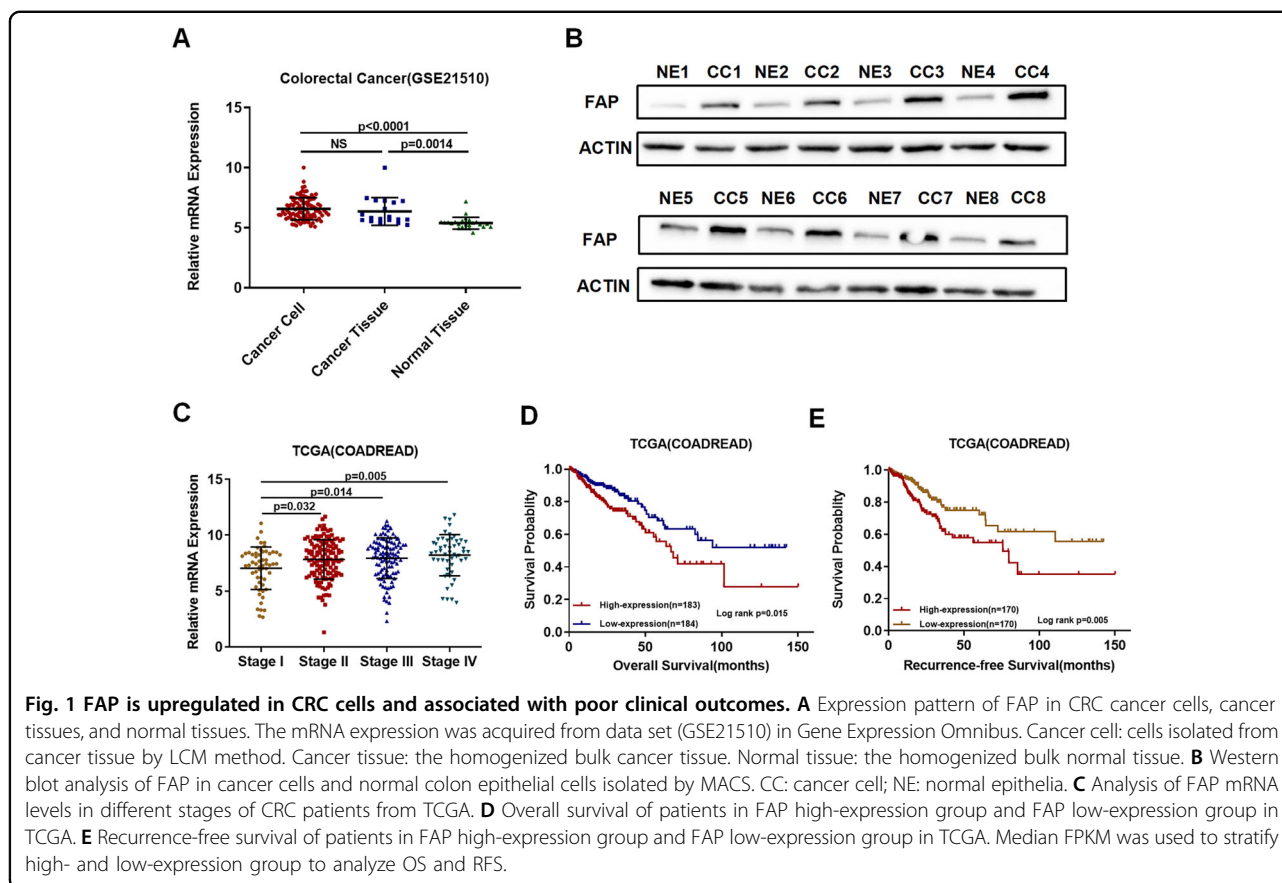 A
Colorectal Cancer(GSE21510)
Relative mRNA Expression
15
10
5
0
p<0.0001
NS
p=0.0014
Cancer Cell
Cancer Tissue
Normal Tissue
B
NE1 CC1 NE2 CC2 NE3 CC3 NE4 CC4
FAP
ACTIN
NE5 CC5 NE6 CC6 NE7 CC7 NE8 CC8
FAP
ACTIN
C
TCGA(COADREAD)
Relative mRNA Expression
15
10
5
0
p=0.005
p=0.014
p=0.032
Stage I Stage II Stage III Stage IV
D
TCGA(COADREAD)
Survival Probablity
1.0
0.8
0.6
0.4
0.2
0.0
High-expression(n=183)
Low-expression(n=184)
Log rank p=0.015
0 50 100 150
Overall Survival(months)
E
TCGA(COADREAD)
Survival Probablity
1.0
0.8
0.6
0.4
0.2
0.0
High-expression(n=170)
Low-expression(n=170)
Log rank p=0.005
0 50 100 150
Recurrence-free Survival(months)
Fig. 1 FAP is upregulated in CRC cells and associated with poor clinical outcomes. A Expression pattern of FAP in CRC cancer cells, cancer
tissues, and normal tissues. The mRNA expression was acquired from data set (GSE21510) in Gene Expression Omnibus. Cancer cell: cells isolated from
cancer tissue by LCM method. Cancer tissue: the homogenized bulk cancer tissue. Normal tissue: the homogenized bulk normal tissue. B Western
blot analysis of FAP in cancer cells and normal colon epithelial cells isolated by MACS. CC: cancer cell; NE: normal epithelia. C Analysis of FAP mRNA
levels in different stages of CRC patients from TCGA. D Overall survival of patients in FAP high-expression group and FAP low-expression group in
TCGA. E Recurrence-free survival of patients in FAP high-expression group and FAP low-expression group in TCGA. Median FPKM was used to stratify
high- and low-expression group to analyze OS and RFS.